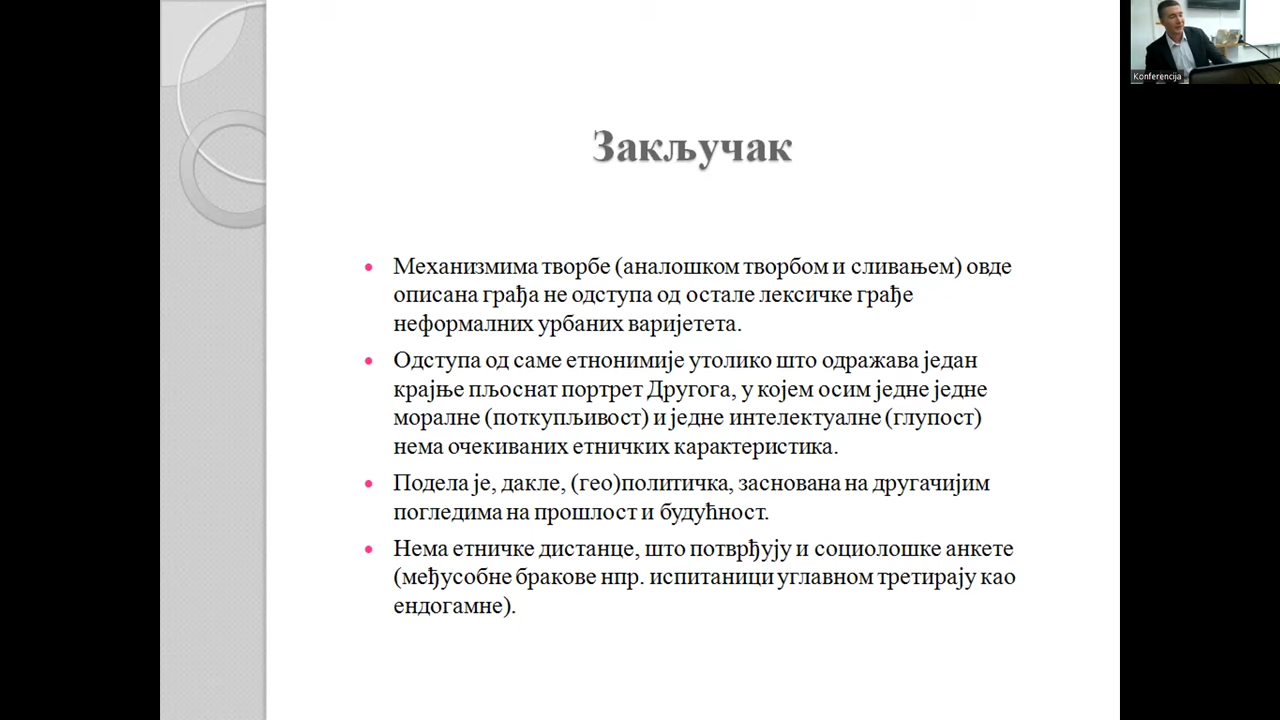 Закључак
Механизмима творбе (аналошком творбом и сливањем) овде
описана грађа не одступа од остале лексичке грађе
неформалних урбаних варијетета.
Одступа од саме етнонимије утолико што одражава један
крајње пљоснат портрет Другога, у којем осим једне једне
моралне (поткупљивост) и једне интелектуалне (глупост)
нема очекиваних етничких карактеристика.
Подела је, дакле, (гео)политичка, заснована на другачијим
погледима на прошлост и будућност.
Нема етничке дистанце, што потврђују и социолошке анкете
(међусобне бракове нпр. испитаници углавном третирају као
ендогамне).
Konferencija